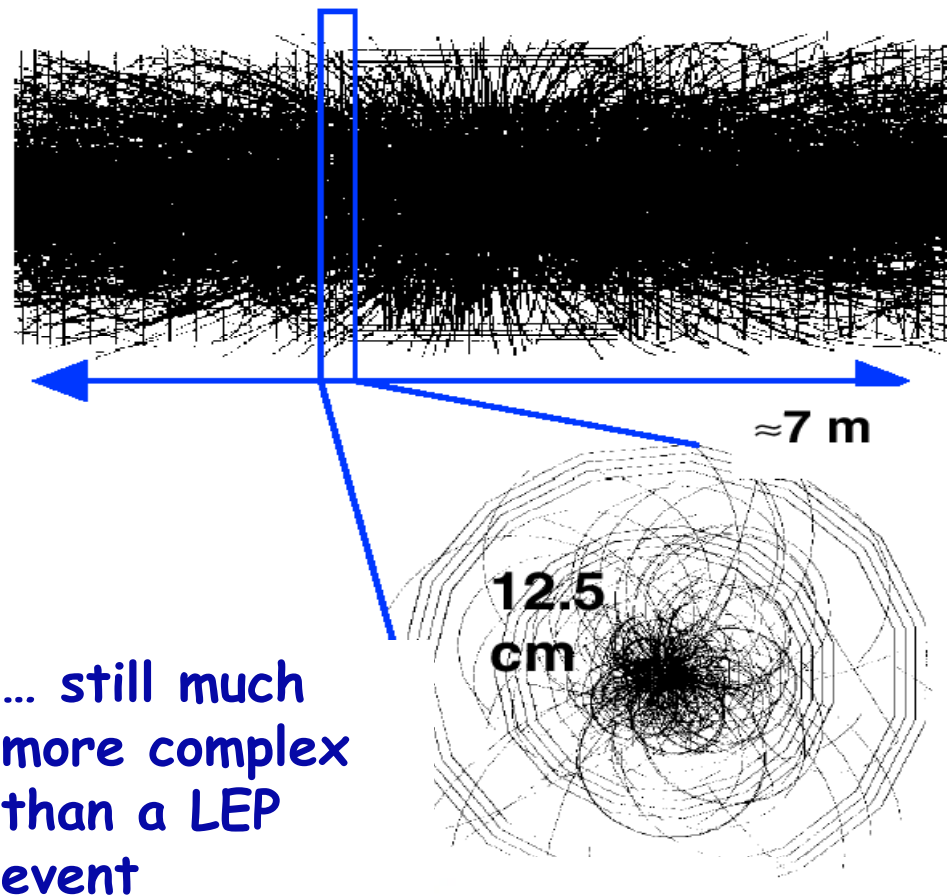 ≈7 m
12.5
cm
… still much
more complex
than a LEP
event